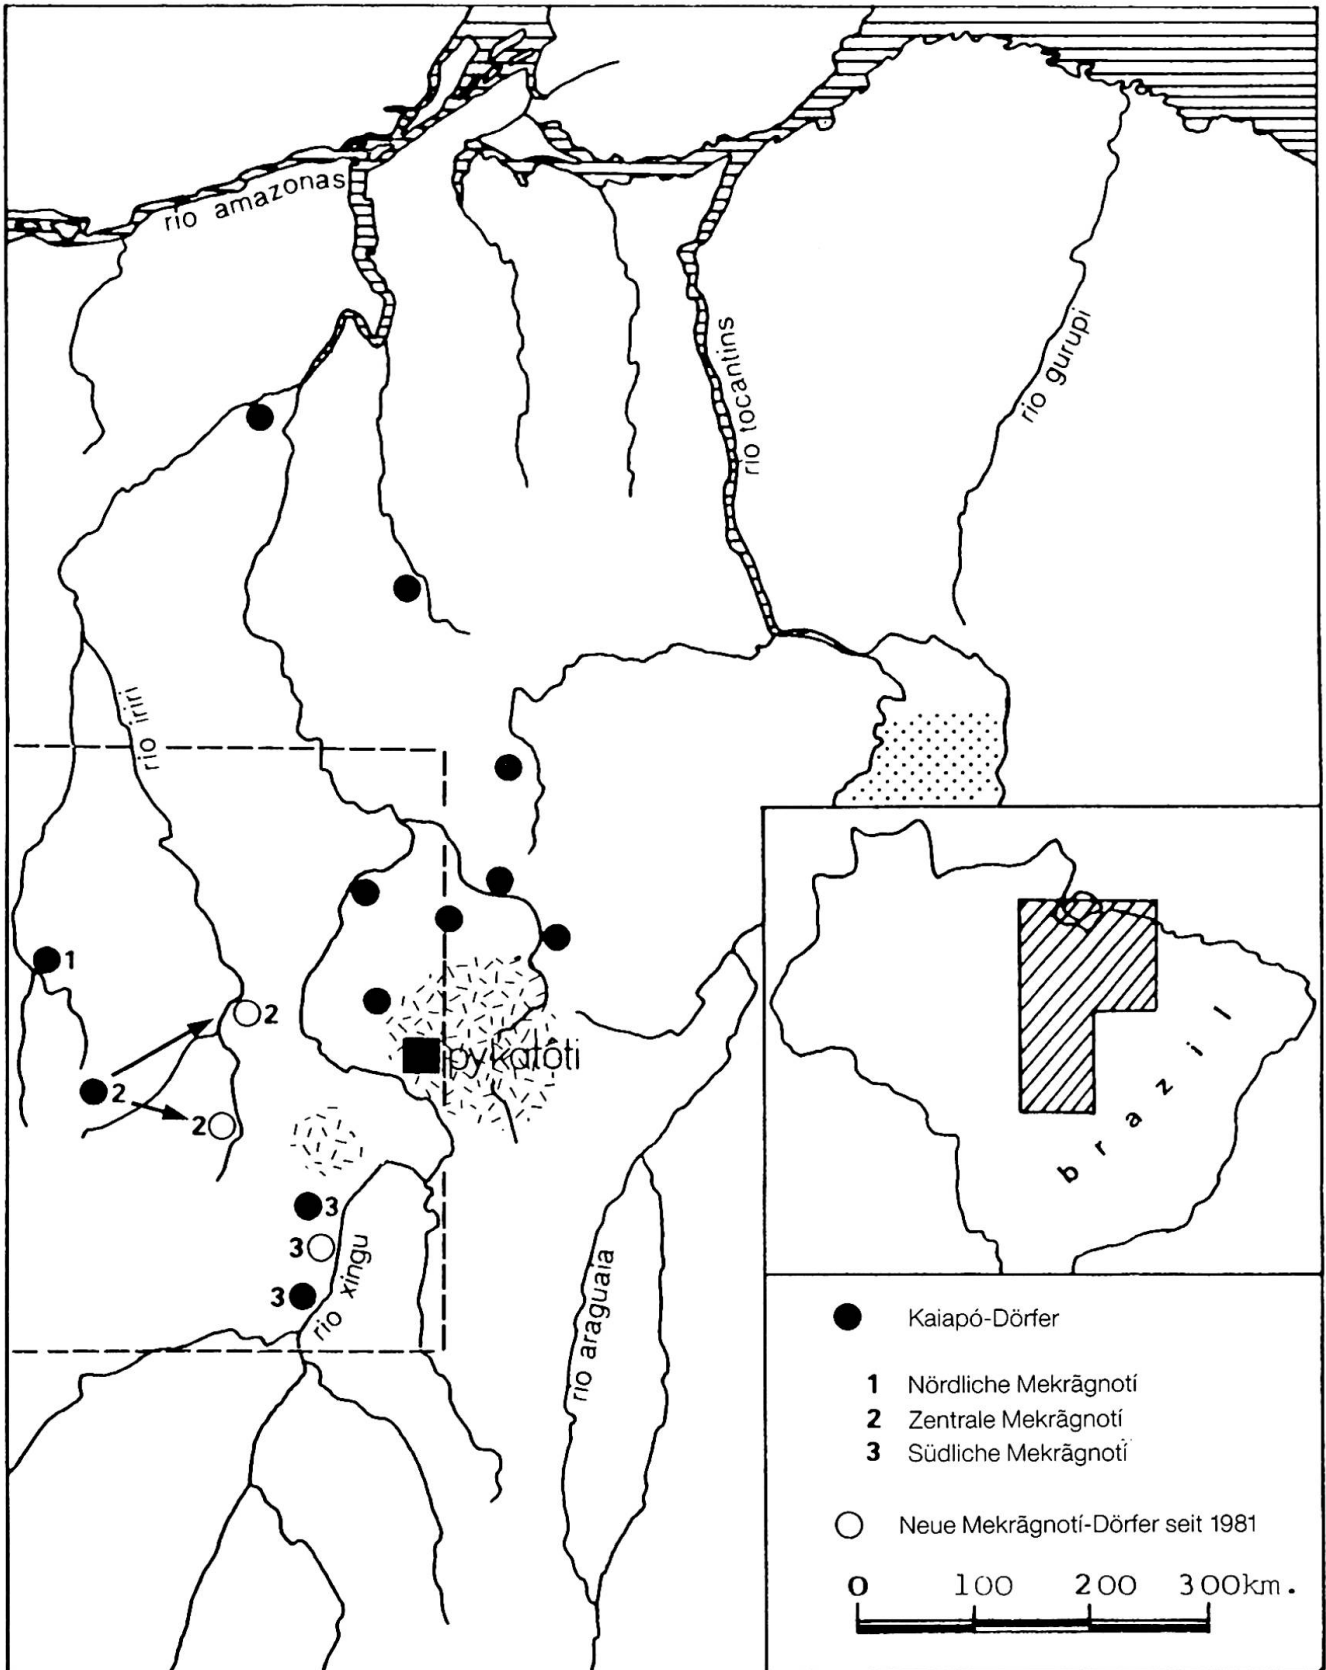 rio amazonas
rio tocantins
rio gurupi
rio iriri
1
2
2
2
pykatôti
3
3
3
rio xingu
rio araguaia
brazil
Kaiapó-Dörfer
1 Nördliche Mekrãgnotí
2 Zentrale Mekrãgnotí
3 Südliche Mekrãgnotí
Neue Mekrãgnotí-Dörfer seit 1981
0 100 200 300km.